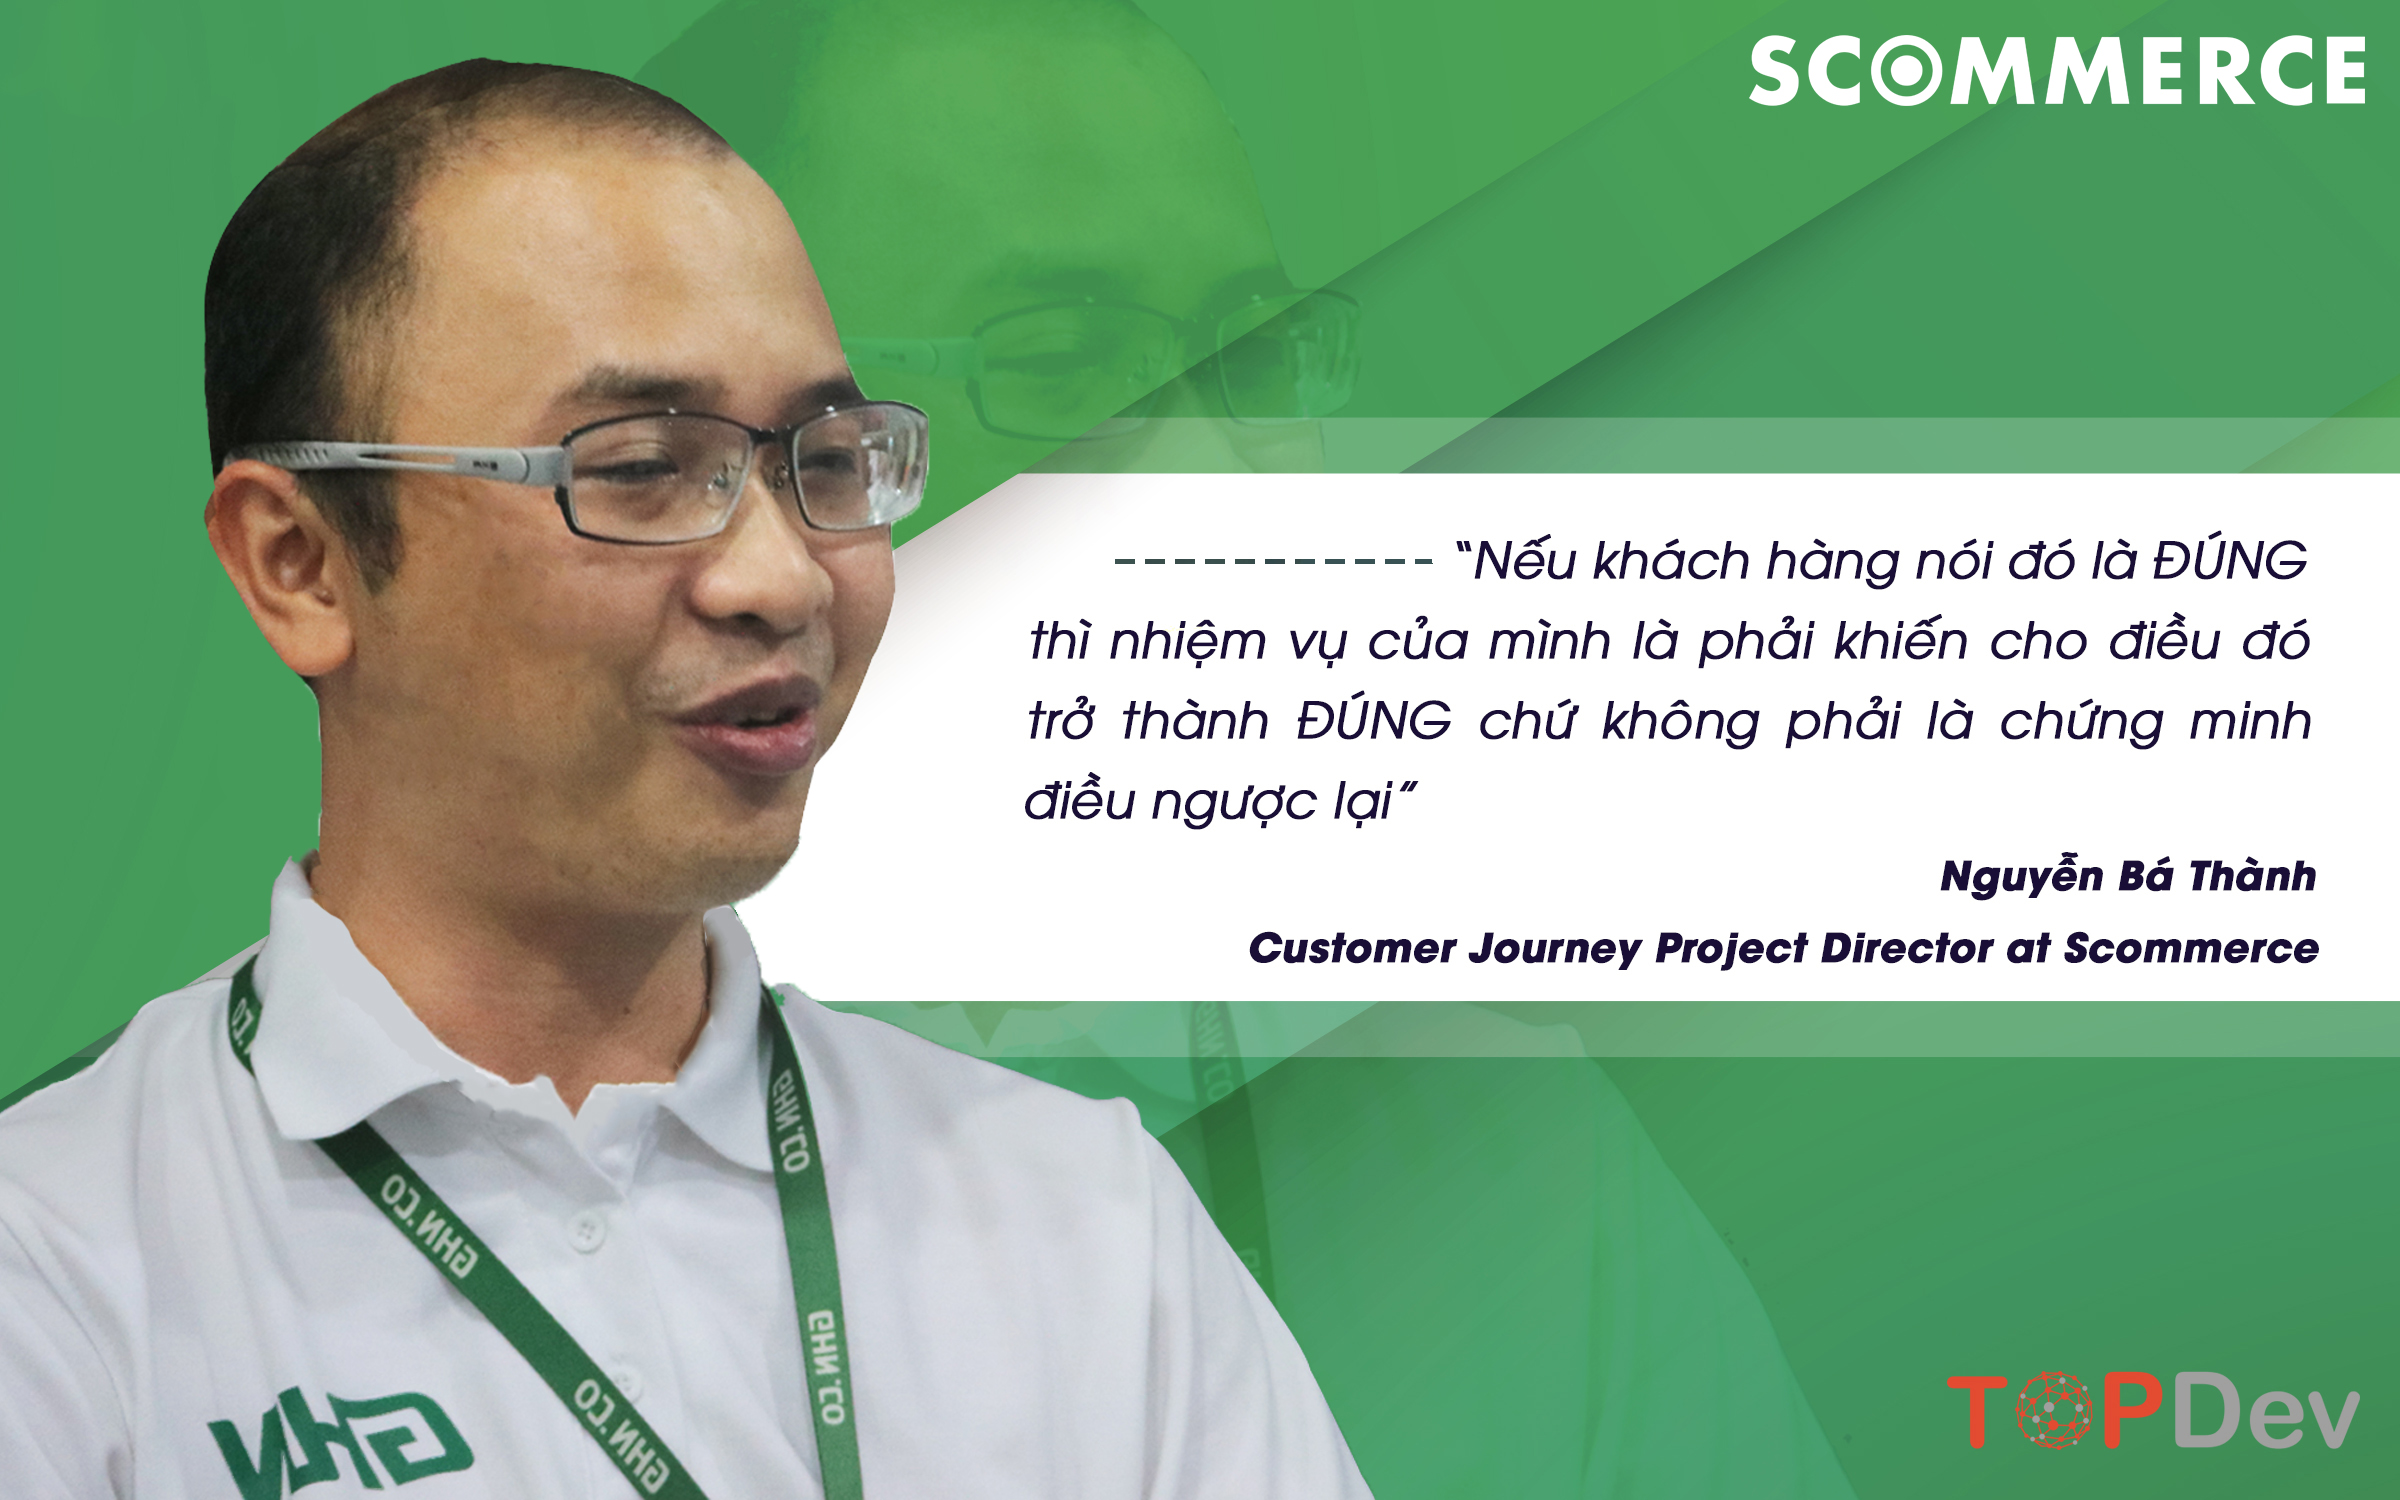 SCOMMERCE
“Nếu khách hàng nói đó là ĐÚNG
thì nhiệm vụ của mình là phải khiến cho điều đó
trở thành ĐÚNG chứ không phải là chứng minh
điều ngược lại”
Nguyễn Bá Thành
Customer Journey Project Director at Scommerce
GHN.CO
GHN.CO
GHN.CO
GHN.CO
GHN
TOPDev